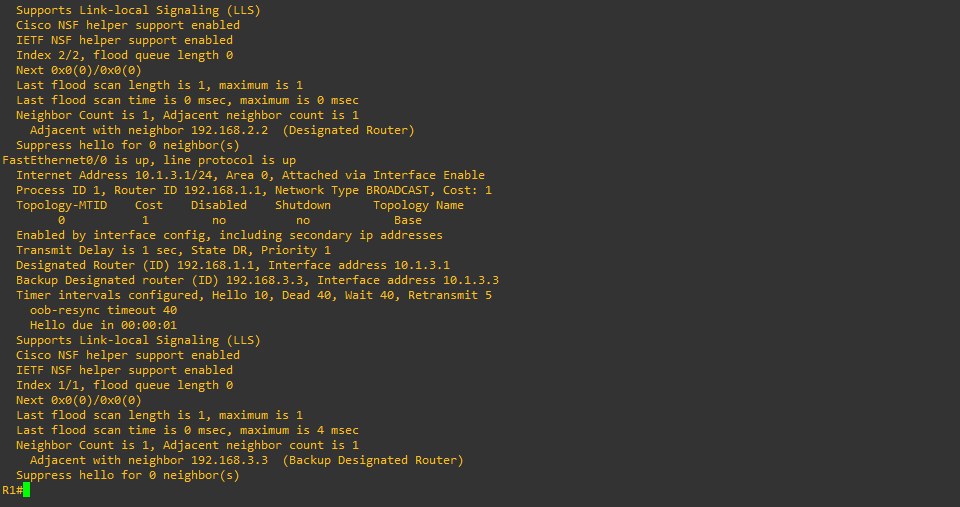 Supports Link-local Signaling (LLS)
Cisco NSF helper support enabled
IETF NSF helper support enabled
Index 2/2, flood queue length 0
Next 0x0(0)/0x0(0)
Last flood scan length is 1, maximum is 1
Last flood scan time is 0 msec, maximum is 0 msec
Neighbor Count is 1, Adjacent neighbor count is 1
Adjacent with neighbor 192.168.2.2  (Designated Router)
Suppress hello for 0 neighbor(s)
FastEthernet0/0 is up, line protocol is up
Internet Address 10.1.3.1/24, Area 0, Attached via Interface Enable
Process ID 1, Router ID 192.168.1.1, Network Type BROADCAST, Cost: 1
Topology-MTID    Cost    Disabled    Shutdown      Topology Name
0           1         no          no            Base
Enabled by interface config, including secondary ip addresses
Transmit Delay is 1 sec, State DR, Priority 1
Designated Router (ID) 192.168.1.1, Interface address 10.1.3.1
Backup Designated router (ID) 192.168.3.3, Interface address 10.1.3.3
Timer intervals configured, Hello 10, Dead 40, Wait 40, Retransmit 5
oob-resync timeout 40
Hello due in 00:00:01
Supports Link-local Signaling (LLS)
Cisco NSF helper support enabled
IETF NSF helper support enabled
Index 1/1, flood queue length 0
Next 0x0(0)/0x0(0)
Last flood scan length is 1, maximum is 1
Last flood scan time is 0 msec, maximum is 4 msec
Neighbor Count is 1, Adjacent neighbor count is 1
Adjacent with neighbor 192.168.3.3  (Backup Designated Router)
Suppress hello for 0 neighbor(s)
R1#